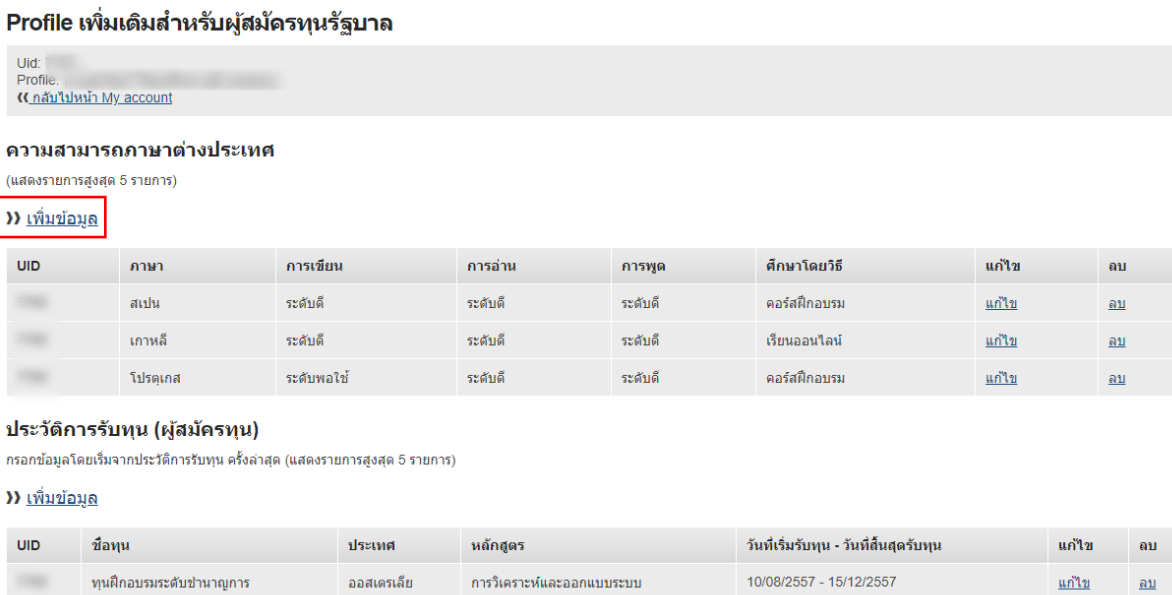 Profile เพิ่มเติมสำหรับผู้สมัครทุนรัฐบาล
Uid:
Profile:
❮❮ กลับไปหน้า My account
ความสามารถภาษาต่างประเทศ
(แสดงรายการสูงสุด 5 รายการ)
❯❯ เพิ่มข้อมูล
UID ภาษา การเขียน การอ่าน การพูด ศึกษาโดยวิธี แก้ไข ลบ
สเปน ระดับดี ระดับดี ระดับดี คอร์สฝึกอบรม แก้ไข ลบ
เกาหลี ระดับดี ระดับดี ระดับดี เรียนออนไลน์ แก้ไข ลบ
โปรตุเกส ระดับพอใช้ ระดับดี ระดับดี คอร์สฝึกอบรม แก้ไข ลบ
ประวัติการรับทุน (ผู้สมัครทุน)
กรอกข้อมูลโดยเริ่มจากประวัติการรับทุน ครั้งล่าสุด (แสดงรายการสูงสุด 5 รายการ)
❯❯ เพิ่มข้อมูล
UID ชื่อทุน ประเทศ หลักสูตร วันที่เริ่มรับทุน - วันที่สิ้นสุดรับทุน แก้ไข ลบ
ทุนฝึกอบรมระดับชำนาญการ ออสเตรเลีย การวิเคราะห์และออกแบบระบบ 10/08/2557 - 15/12/2557 แก้ไข ลบ